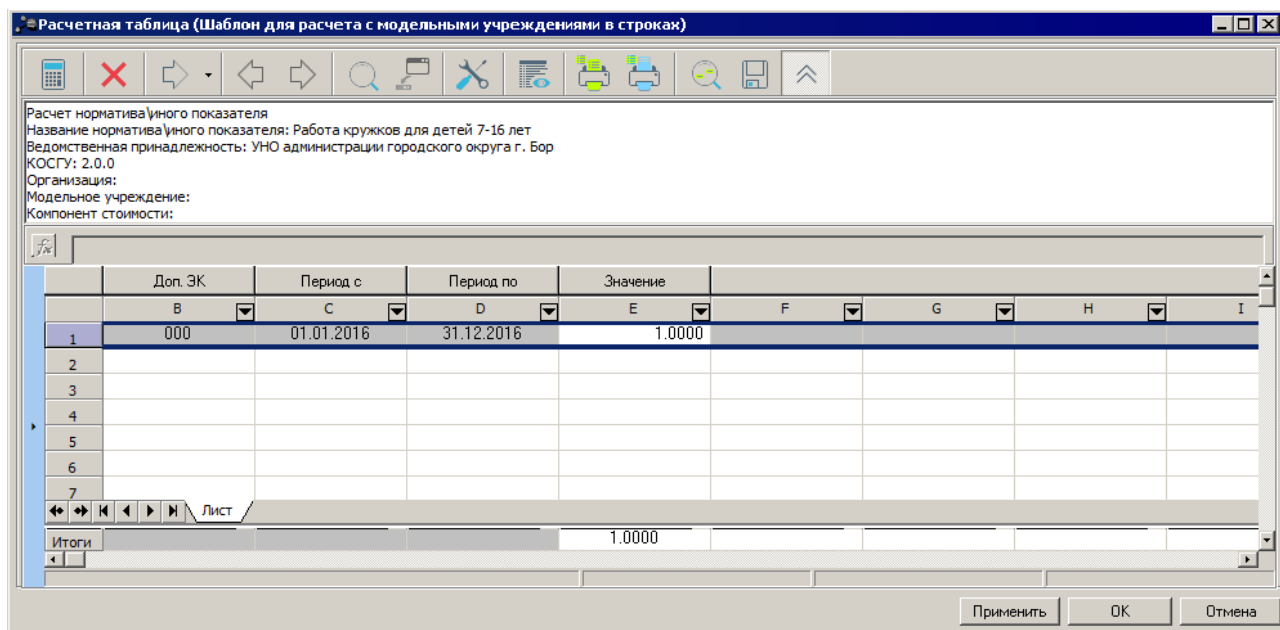 Расчетная таблица (Шаблон для расчета с модельными учреждениями в строках)
Расчет норматива\иного показателя
Название норматива\иного показателя: Работа кружков для детей 7-16 лет
Ведомственная принадлежность: УНО администрации городского округа г. Бор
КОСГУ: 2.0.0
Организация:
Модельное учреждение:
Компонент стоимости:
fx
Доп. ЭК Период с Период по Значение
B C D E F G H I
1 000 01.01.2016 31.12.2016 1.0000
2
3
4
5
6
7
Лист
Итоги 1.0000
Применить ОК Отмена